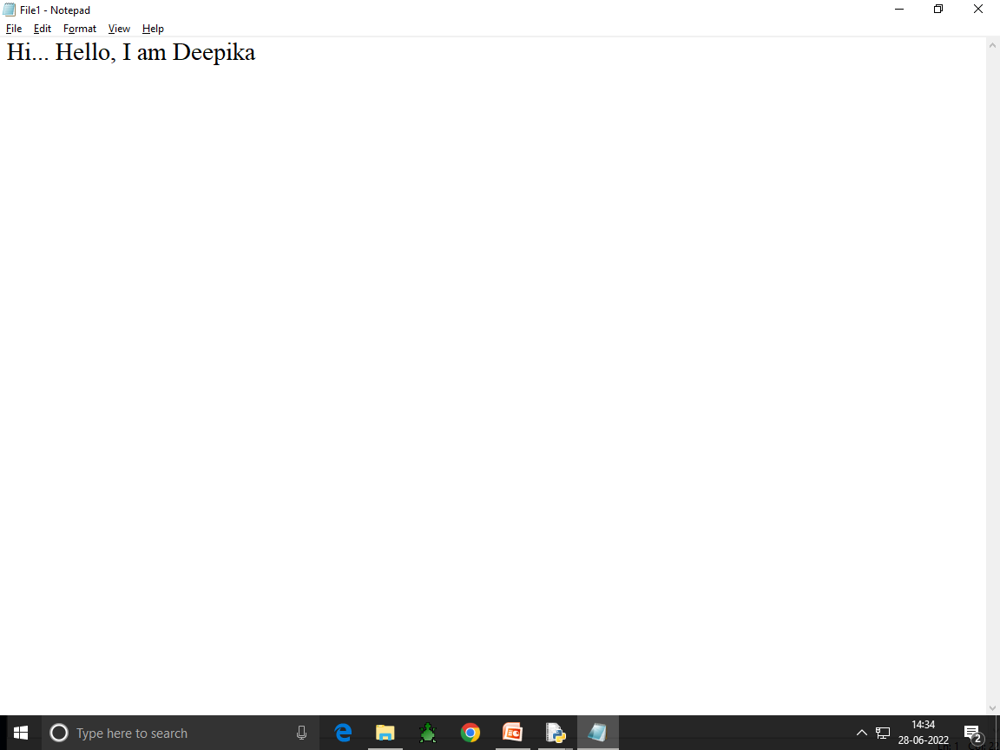 File1 - Notepad
File Edit Format View Help
Hi... Hello, I am Deepika
Type here to search
14:34
28-06-2022
2